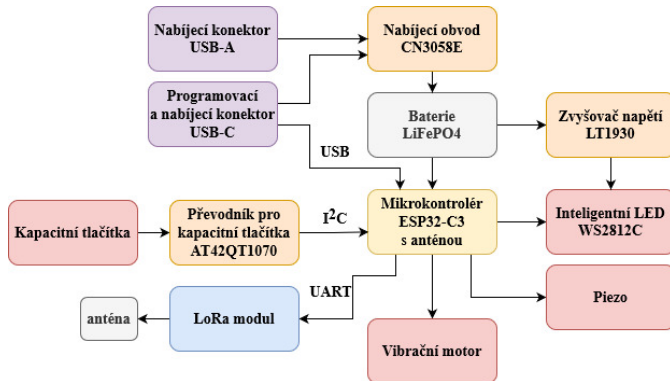 Nabíjecí konektor
USB-A
Nabíjecí obvod
CN3058E
Programovací
a nabíjecí konektor
USB-C
Baterie
LiFePO4
Zvyšovač napětí
LT1930
USB
Kapacitní tlačítka
Převodník pro
kapacitní tlačítka
AT42QT1070
I²C
Mikrokontrolér
ESP32-C3
s anténou
Inteligentní LED
WS2812C
UART
anténa
LoRa modul
Vibrační motor
Piezo